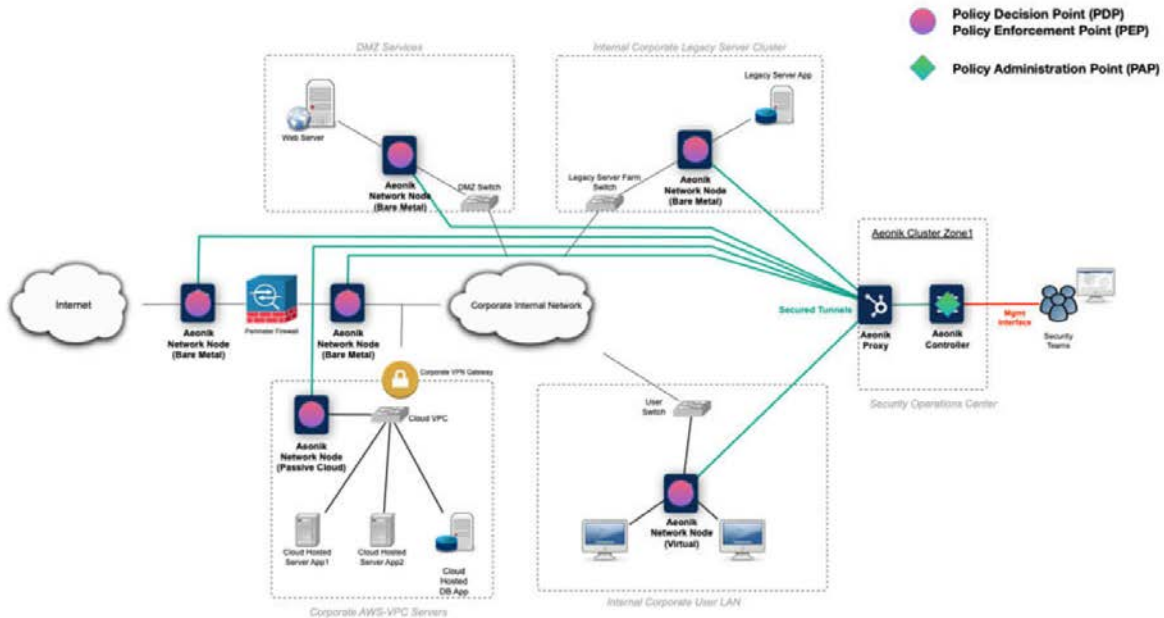 Policy Decision Point (PDP)
Policy Enforcement Point (PEP)
Policy Administration Point (PAP)
DMZ Services
Internal Corporate Legacy Server Cluster
Web Server
Legacy Server App
Aeonik
Network Node
(Bare Metal)
DMZ Switch
Legacy Server Farm
Switch
Aeonik
Network Node
(Bare Metal)
Aeonik Cluster Zone1
Internet
Aeonik
Network Node
(Bare Metal)
Perimeter Firewall
Aeonik
Network Node
(Bare Metal)
Corporate Internal Network
Secured Tunnels
Aeonik
Proxy
Aeonik
Controller
Mgmt
Interface
Security
Teams
Security Operations Center
Corporate VPN Gateway
Cloud VPC
Aeonik
Network Node
(Passive Cloud)
User
Switch
Cloud Hosted
Server App1
Cloud Hosted
Server App2
Cloud
Hosted
DB App
Aeonik
Network Node
(Virtual)
Corporate AWS-VPC Servers
Internal Corporate User LAN